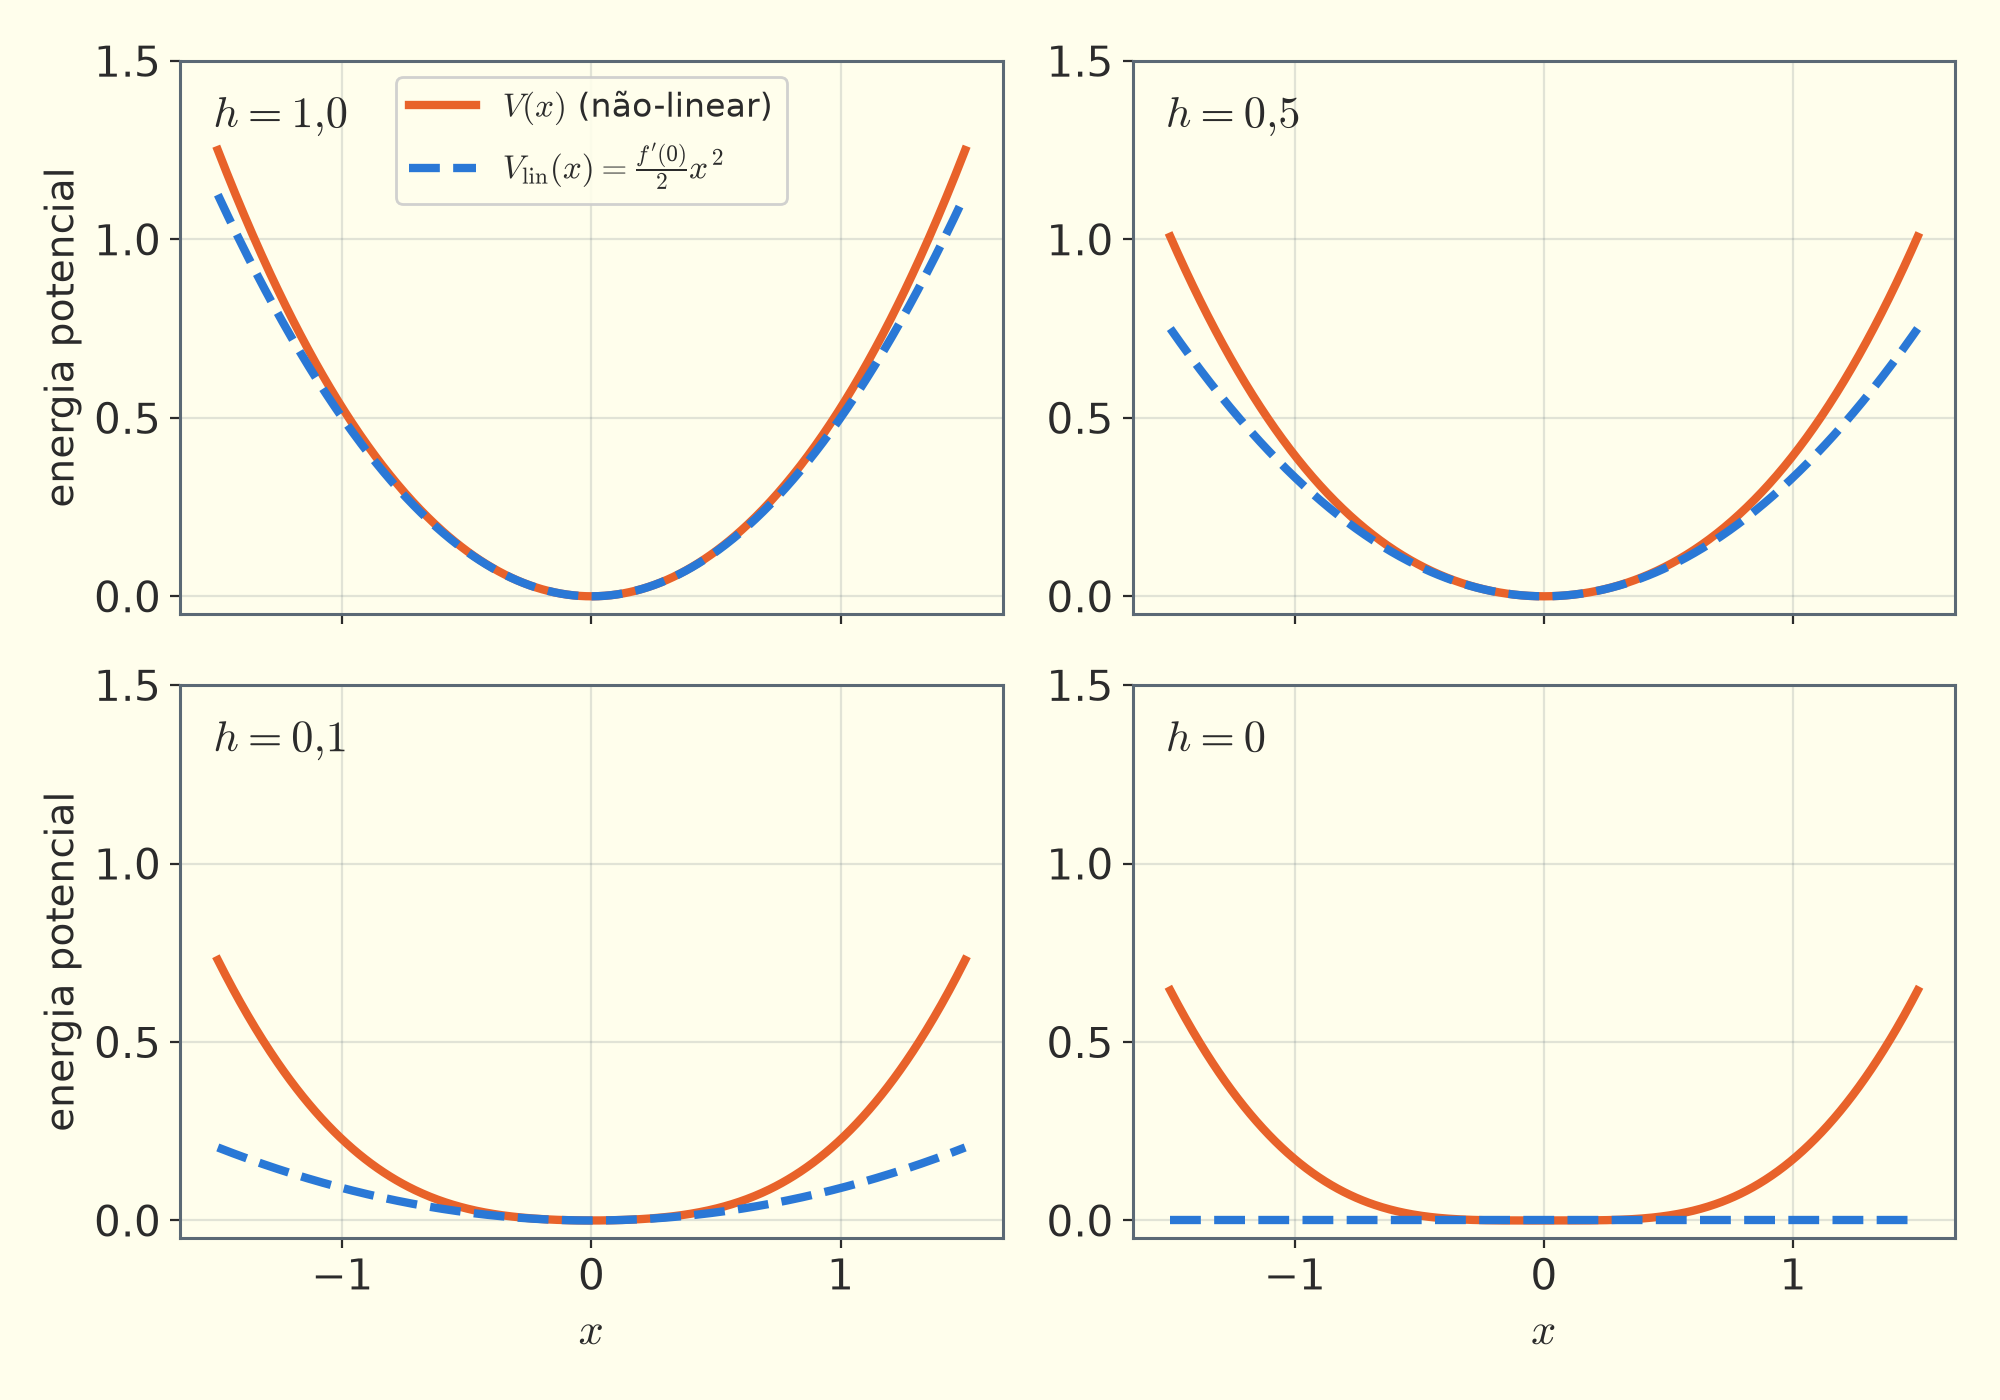 1.5
h = 1,0
V(x) (não-linear)
V_lin(x) = f′(0)/2 x²
1.0
0.5
0.0
energia potencial
1.5
h = 0,5
1.0
0.5
0.0
1.5
h = 0,1
1.0
0.5
0.0
energia potencial
−1 0 1
x
1.5
h = 0
1.0
0.5
0.0
−1 0 1
x